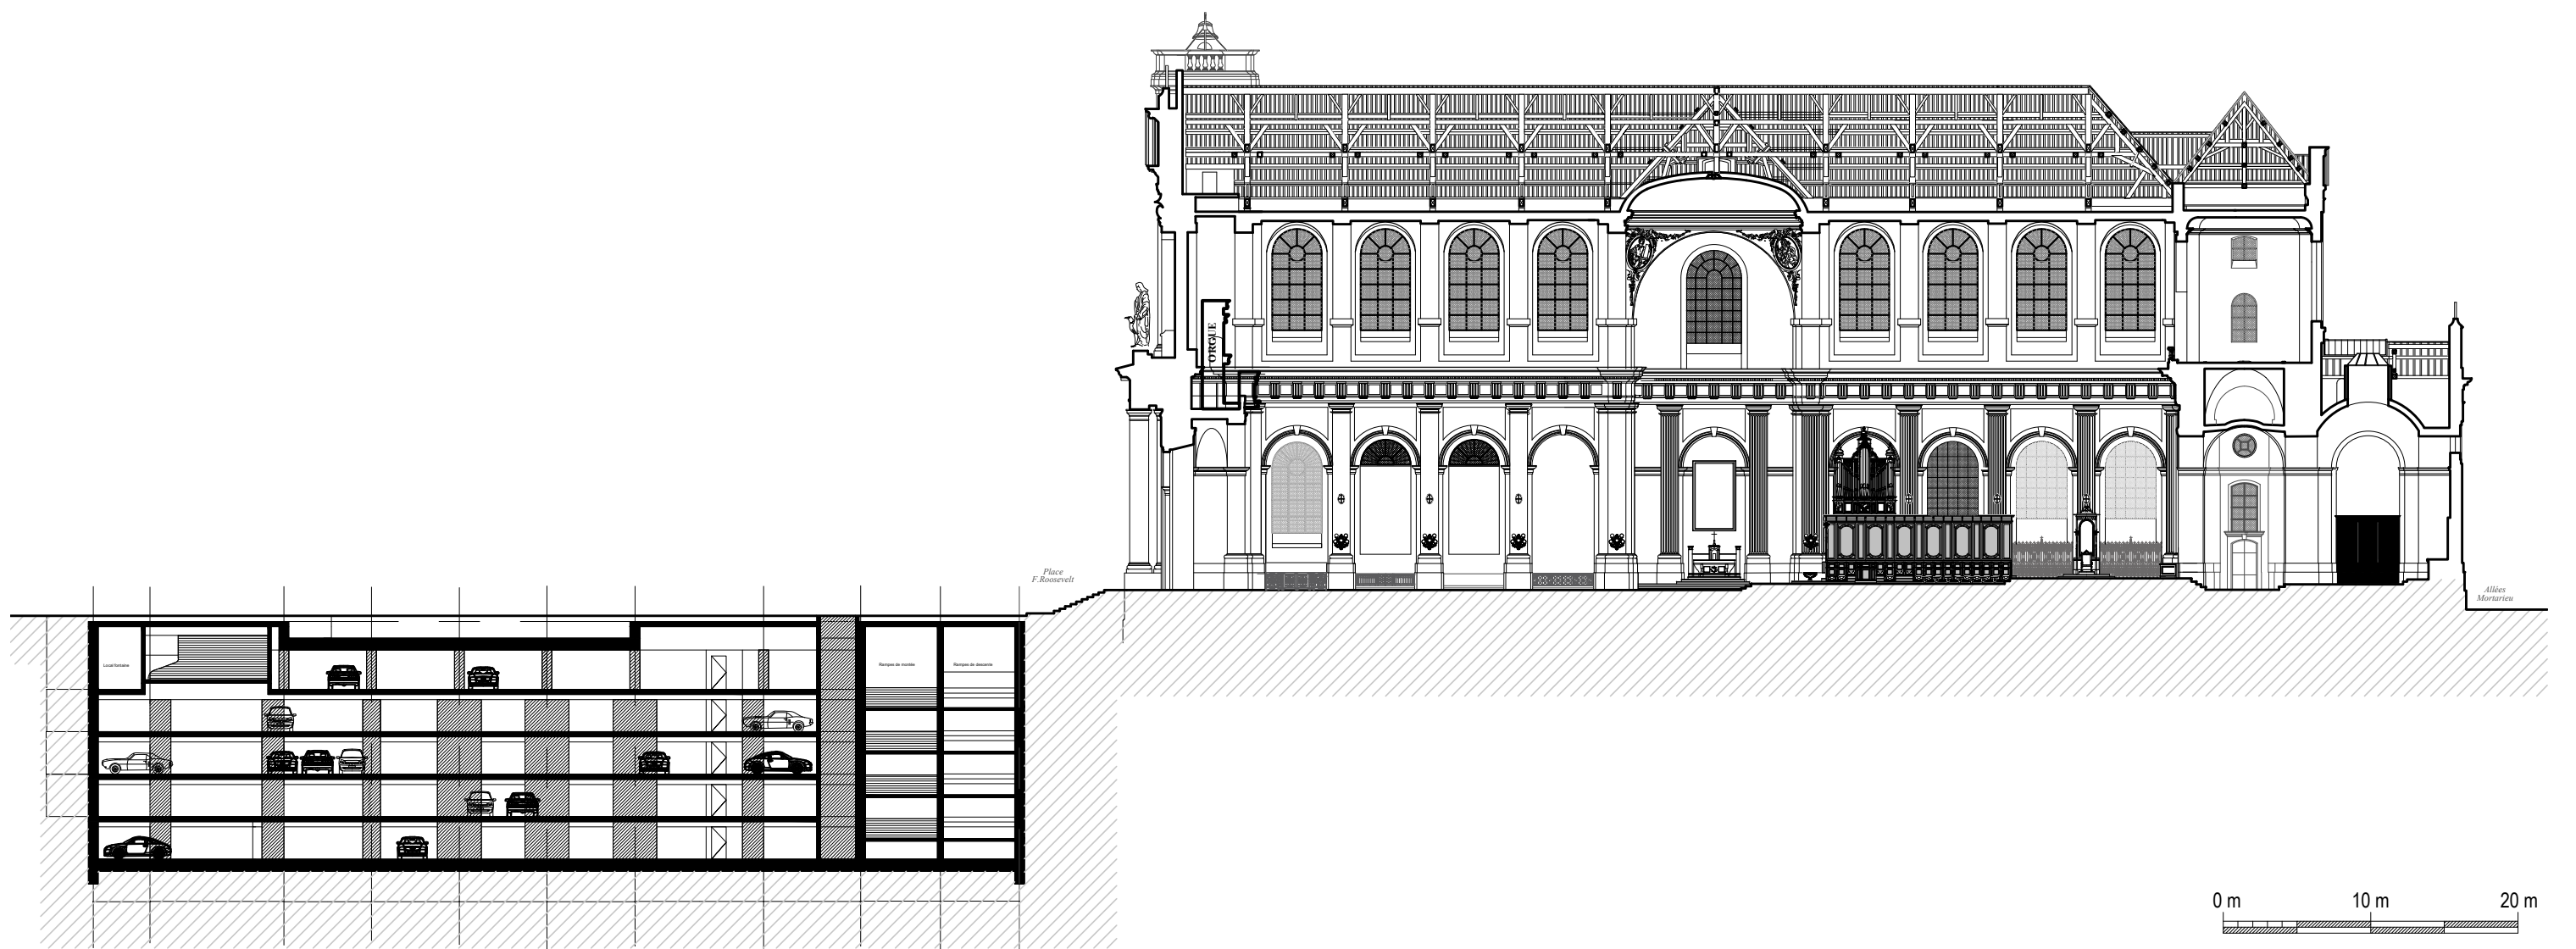 ORGUE
Place
F.Roosevelt
Allées
Mortarieu
Local fontaine
Rampes de montée
Rampes de descente
0 m 10 m 20 m